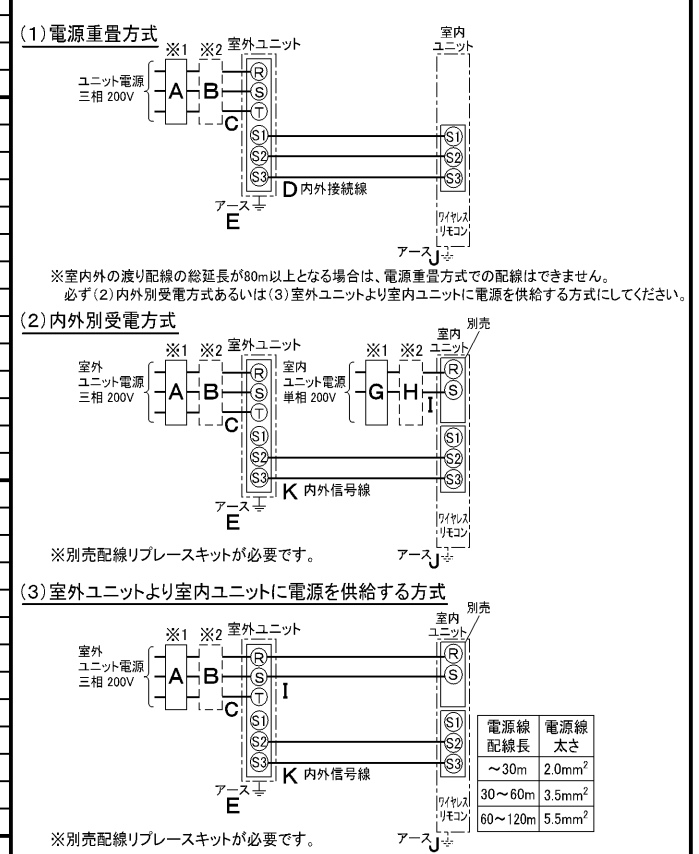 (1)電源重畳方式
※1 ※2 室外ユニット
室内
ユニット
ユニット電源
三相 200V
A
B
C
R
S
T
S1
S2
S3
S1
S2
S3
D 内外接続線
アース
E
ワイヤレス
リモコン
アース J
※室内外の渡り配線の総延長が80m以上となる場合は、電源重畳方式での配線はできません。
必ず(2)内外別受電方式あるいは(3)室外ユニットより室内ユニットに電源を供給する方式にしてください。
(2)内外別受電方式
※1 ※2 室外ユニット
※1 ※2
室内
ユニット
別売
室外
ユニット電源
三相 200V
A
B
C
R
S
T
S1
S2
S3
室内
ユニット電源
単相 200V
G
H
I
R
S
S1
S2
S3
K 内外信号線
アース
E
ワイヤレス
リモコン
※別売配線リプレースキットが必要です。
アース J
(3)室外ユニットより室内ユニットに電源を供給する方式
※1 ※2 室外ユニット
室内
ユニット
別売
室外
ユニット電源
三相 200V
A
B
C
R
S
T
S1
S2
S3
I
R
S
S1
S2
S3
K 内外信号線
アース
E
ワイヤレス
リモコン
電源線
配線長
電源線
太さ
～30m 2.0mm²
30～60m 3.5mm²
60～120m 5.5mm²
※別売配線リプレースキットが必要です。
アース J